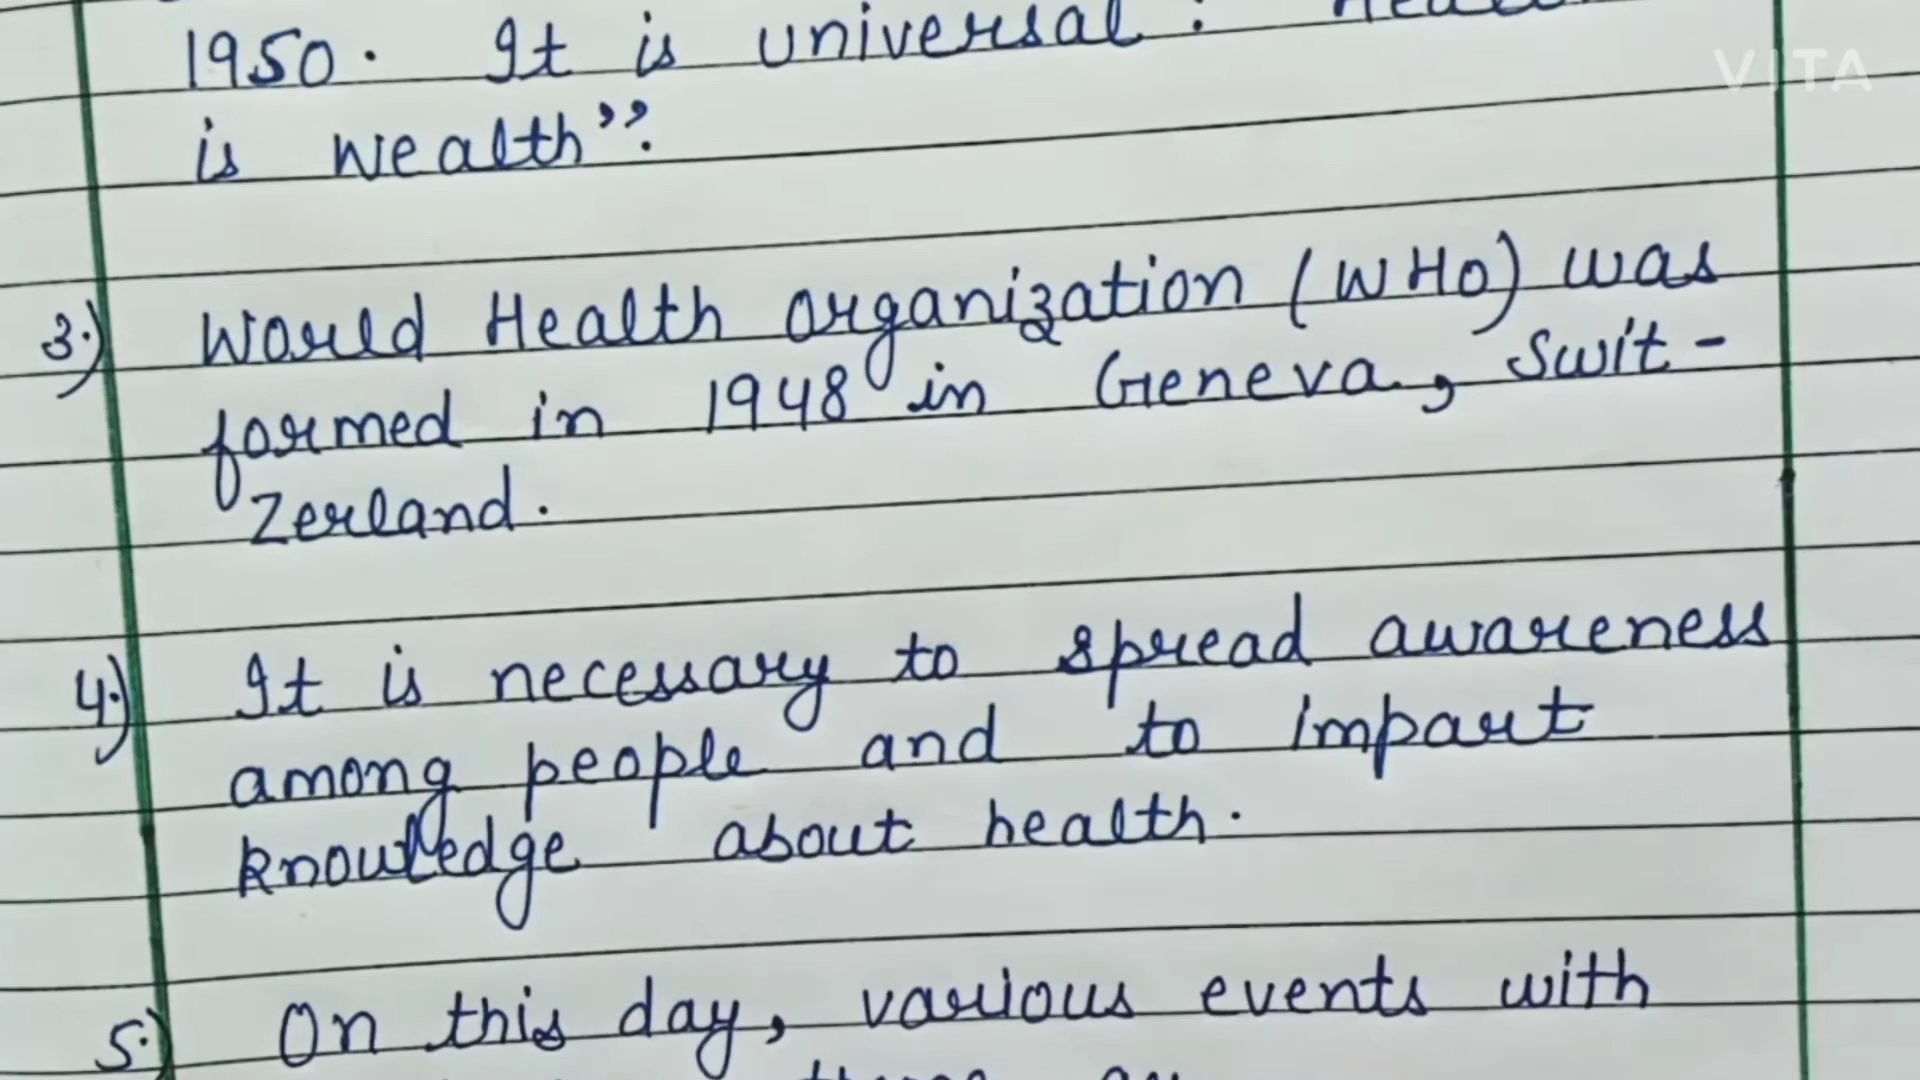 1950. It is universal :
is wealth”.
VITA
3.) World Health Organization (WHO) was
formed in 1948 in Geneva, Swit-
zerland.
4.) It is necessary to spread awareness
among people and to impart
knowledge about health.
5.) On this day, various events with